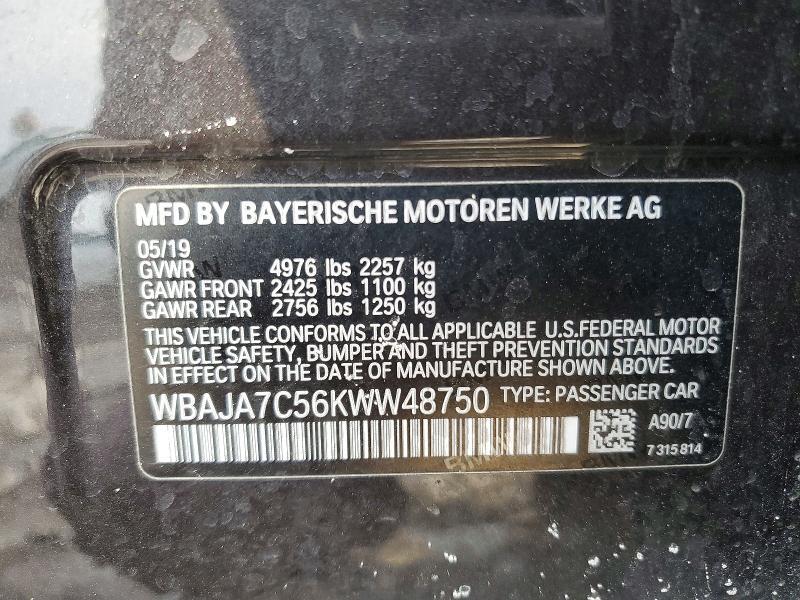 MFD BY BAYERISCHE MOTOREN WERKE AG
05/19
GVWR 4976 lbs 2257 kg
GAWR FRONT 2425 lbs 1100 kg
GAWR REAR 2756 lbs 1250 kg
THIS VEHICLE CONFORMS TO ALL APPLICABLE U.S.FEDERAL MOTOR
VEHICLE SAFETY, BUMPER AND THEFT PREVENTION STANDARDS
IN EFFECT ON THE DATE OF MANUFACTURE SHOWN ABOVE.
WBAJA7C56KWW48750 TYPE: PASSENGER CAR
A90/7
7 315 814